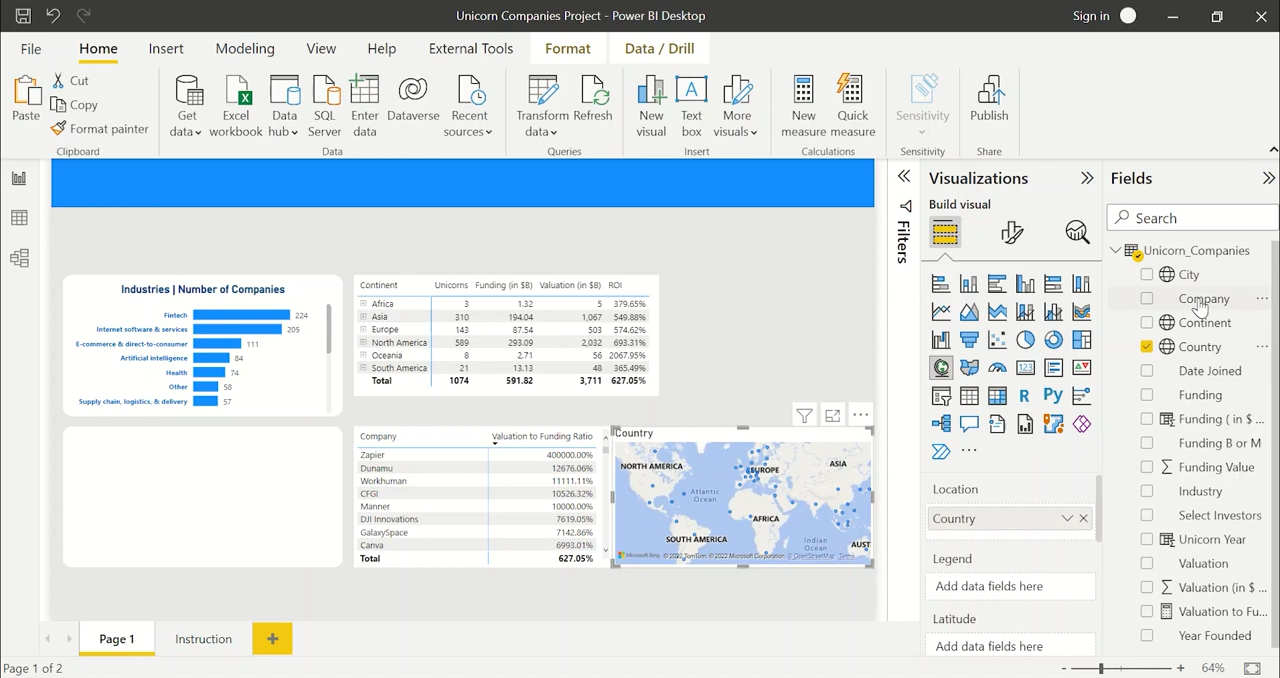 Unicorn Companies Project - Power BI Desktop
Sign in
File
Home
Insert
Modeling
View
Help
External Tools
Format
Data / Drill
Paste
Cut
Copy
Format painter
Clipboard
Get data
Excel workbook
Data hub
SQL Server
Enter data
Dataverse
Recent sources
Data
Transform data
Refresh
Queries
New visual
Text box
More visuals
Insert
New measure
Quick measure
Calculations
Sensitivity
Sensitivity
Publish
Share
Industries | Number of Companies
Fintech 224
Internet software & services 205
E-commerce & direct-to-consumer 111
Artificial intelligence 84
Health 74
Other 58
Supply chain, logistics, & delivery 57
Continent Unicorns Funding (in $B) Valuation (in $B) ROI
Africa 3 1.32 5 379.65%
Asia 310 194.04 1,067 549.88%
Europe 143 87.54 503 574.62%
North America 589 293.09 2,032 693.31%
Oceania 8 2.71 56 2067.95%
South America 21 13.13 48 365.49%
Total 1074 591.82 3,711 627.05%
Company Valuation to Funding Ratio
Zapier 400000.00%
Dunamu 12676.06%
Workhuman 11111.11%
CFGI 10526.32%
Manner 10000.00%
DJI Innovations 7619.05%
GalaxySpace 7142.86%
Canva 6993.01%
Total 627.05%
Country
NORTH AMERICA
EUROPE
ASIA
Atlantic
Ocean
AFRICA
SOUTH AMERICA
Indian
Ocean
AUST
Microsoft Bing
© 2022 TomTom, © 2022 Microsoft Corporation, © OpenStreetMap Terms
Filters
Visualizations
Build visual
R
Py
123
Location
Country
Legend
Add data fields here
Latitude
Add data fields here
Fields
Search
Unicorn_Companies
City
Company
Continent
Country
Date Joined
Funding
Funding ( in $ ...
Funding B or M
Funding Value
Industry
Select Investors
Unicorn Year
Valuation
Valuation (in $ ...
Valuation to Fu...
Year Founded
Page 1
Instruction
Page 1 of 2
- + 64%